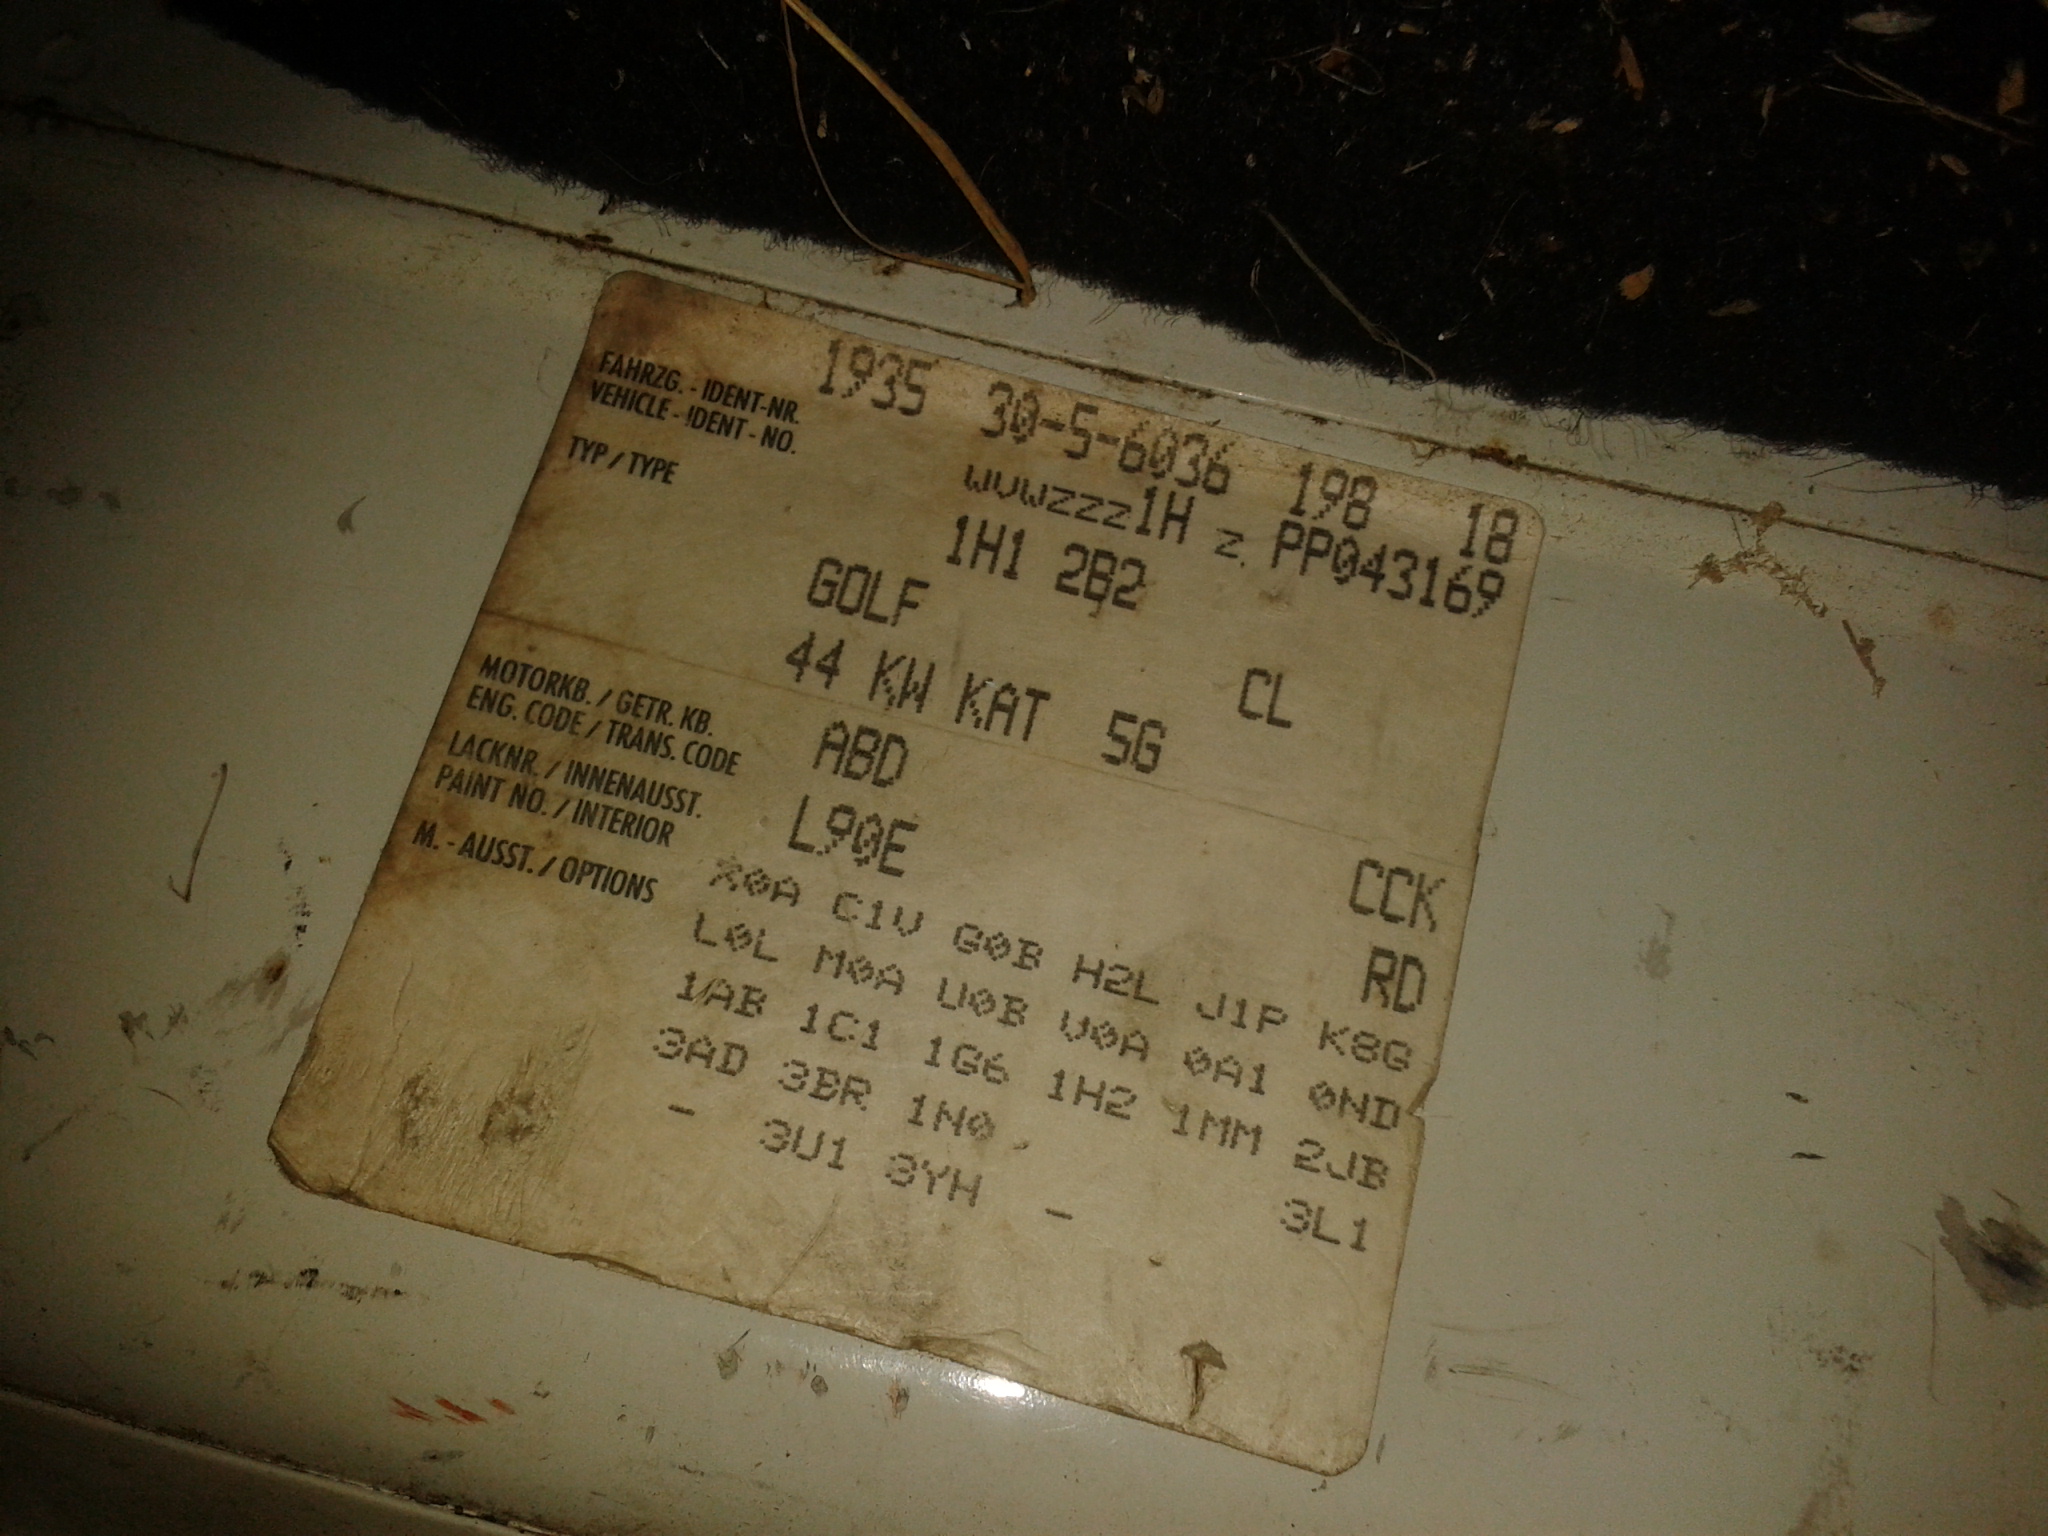 1935 30-5-6036 198 18
FAHRZG. - IDENT-NR.
VEHICLE - IDENT - NO. WVWZZZ1H Z PP043169
TYP / TYPE 1H1 2B2
GOLF CL
44 KW KAT 5G
MOTORKB. / GETR. KB.
ENG. CODE / TRANS. CODE ABD CCK
LACKNR. / INNENAUSST.
PAINT NO. / INTERIOR L90E RD
M. - AUSST. / OPTIONS X0A C1V G0B H2L J1P K8G
L0L M0A U0B V0A 0A1 0ND
1AB 1C1 1G6 1H2 1MM 2JB
3AD 3BR 1N0 3L1
- 3U1 3YH -